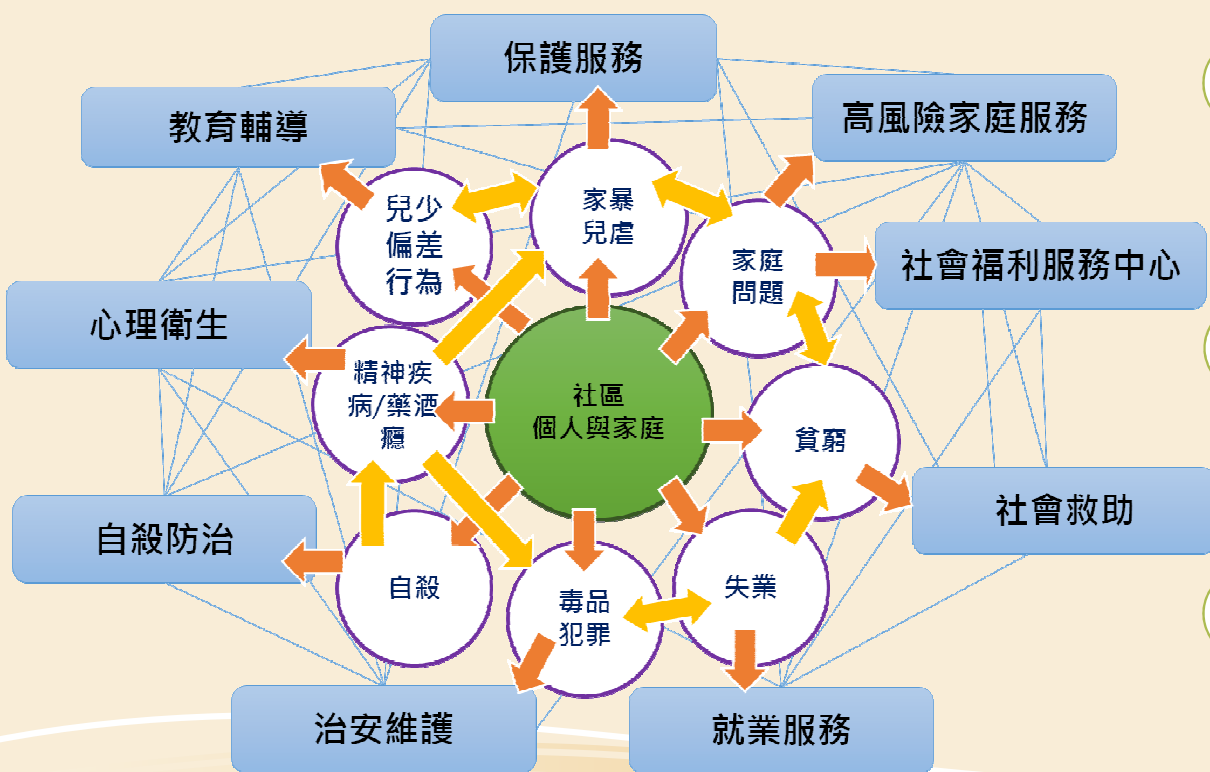 保護服務
教育輔導
高風險家庭服務
兒少
偏差
行為
家暴
兒虐
家庭
問題
社會福利服務中心
心理衛生
精神疾
病/藥酒
癮
社區
個人與家庭
貧窮
社會救助
自殺防治
自殺
毒品
犯罪
失業
治安維護
就業服務